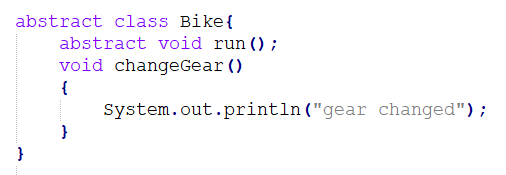 abstract class Bike{
    abstract void run();
    void changeGear()
    {
        System.out.println("gear changed");
    }
}